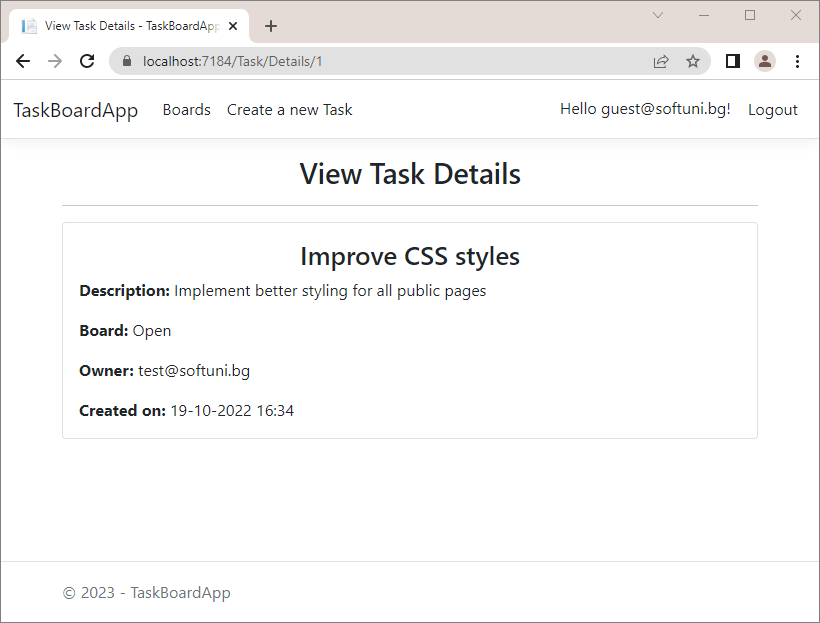 View Task Details - TaskBoardApp
localhost:7184/Task/Details/1
TaskBoardApp Boards Create a new Task Hello guest@softuni.bg! Logout
View Task Details
Improve CSS styles
Description: Implement better styling for all public pages
Board: Open
Owner: test@softuni.bg
Created on: 19-10-2022 16:34
© 2023 - TaskBoardApp